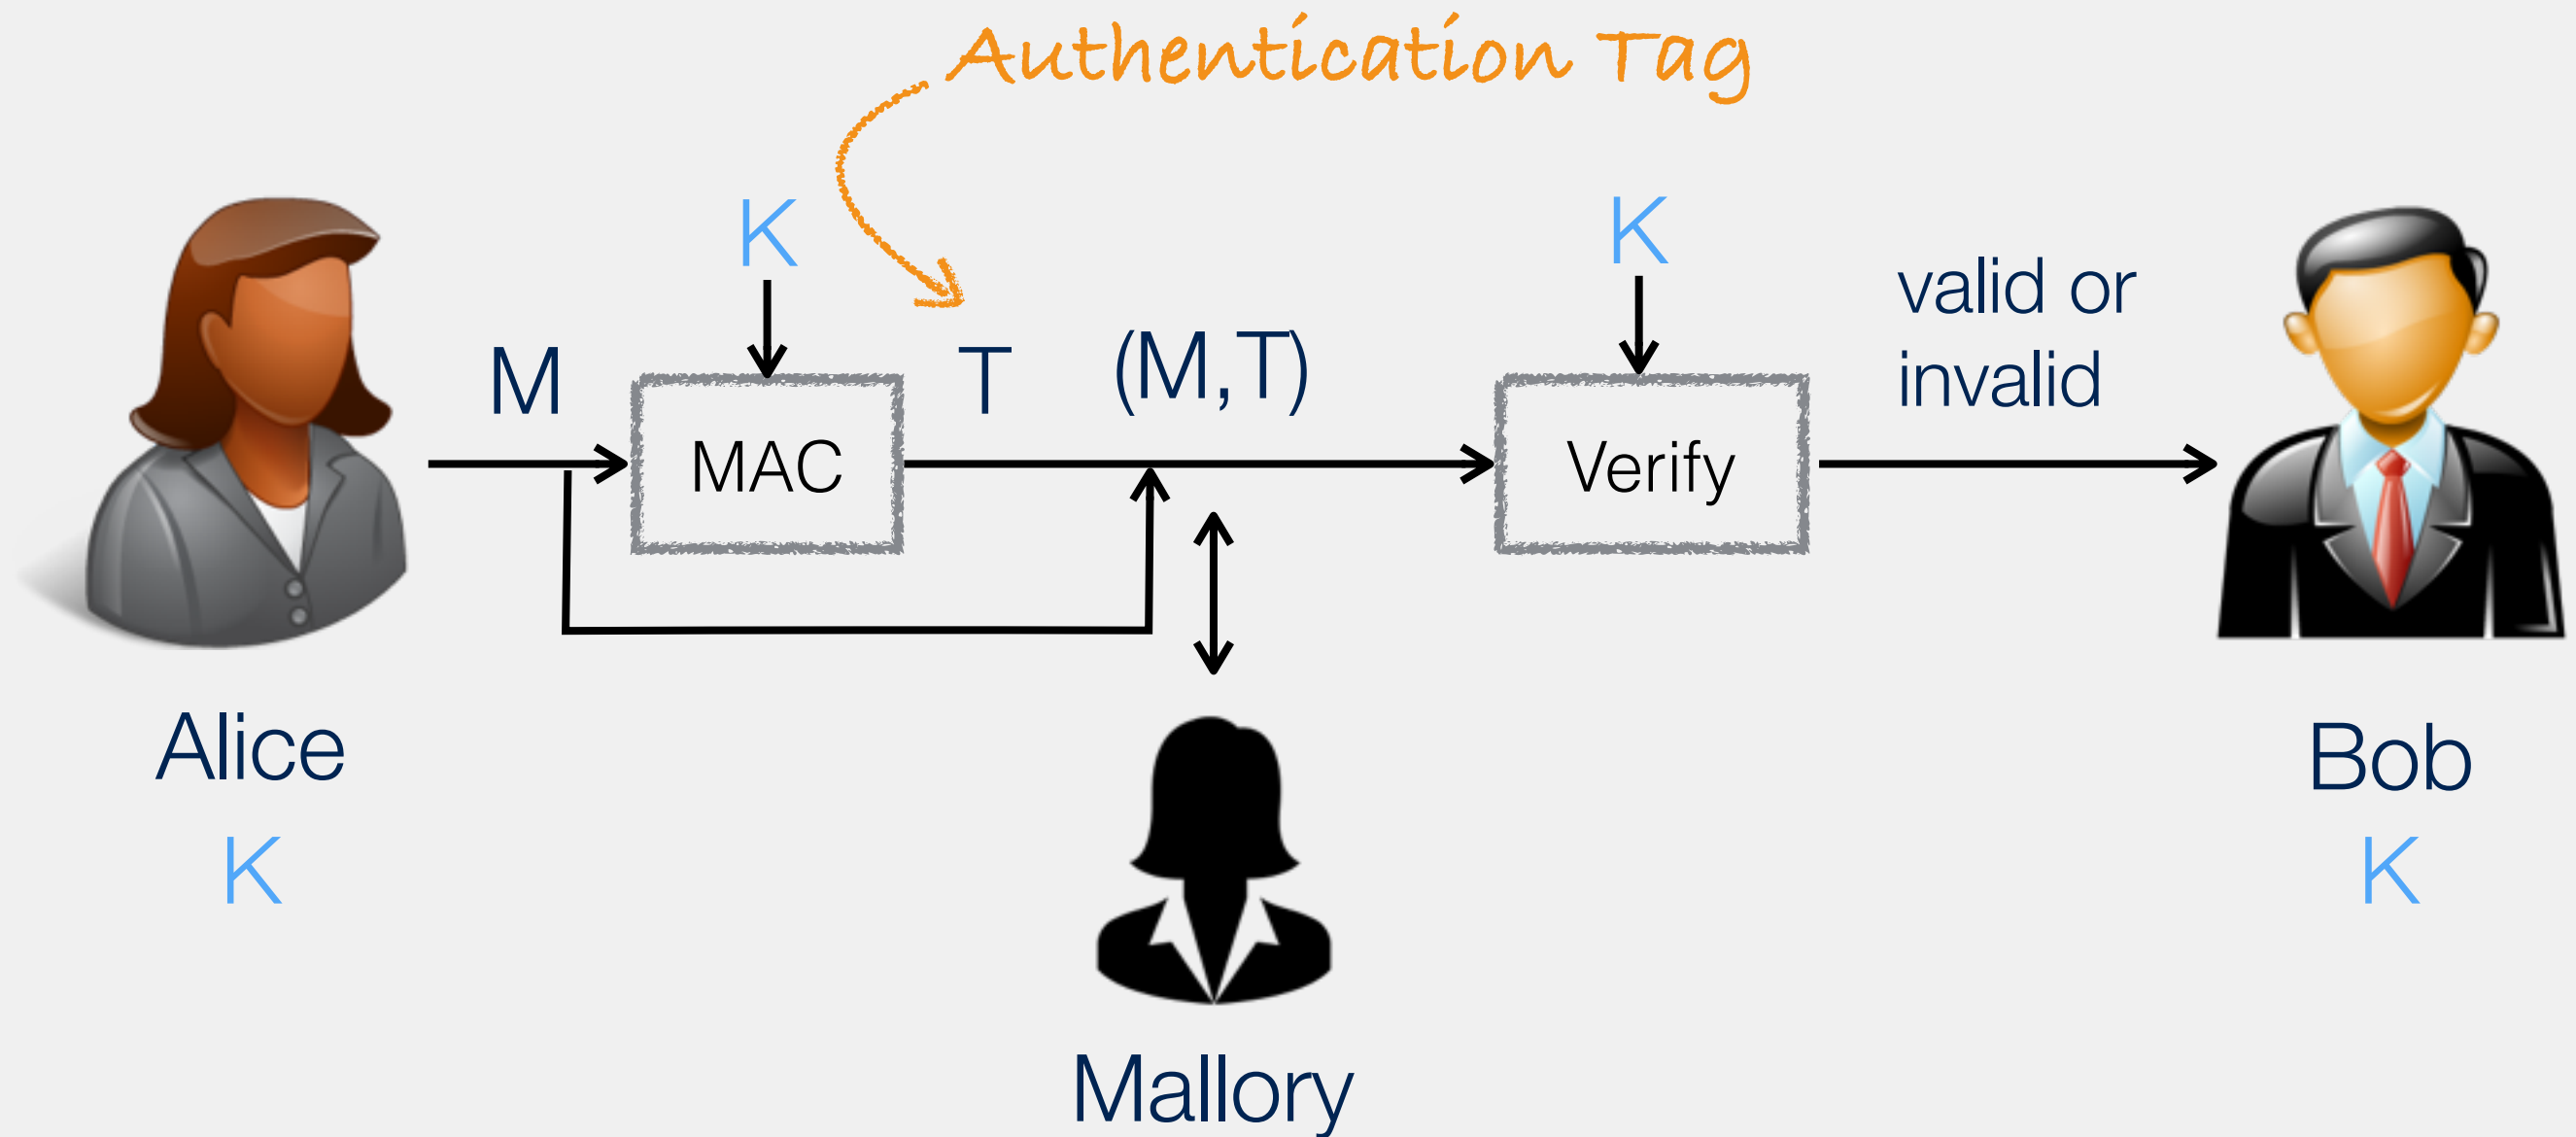 Authentication Tag
K
K
M
T
(M,T)
valid or
invalid
MAC
Verify
Alice
K
Bob
K
Mallory